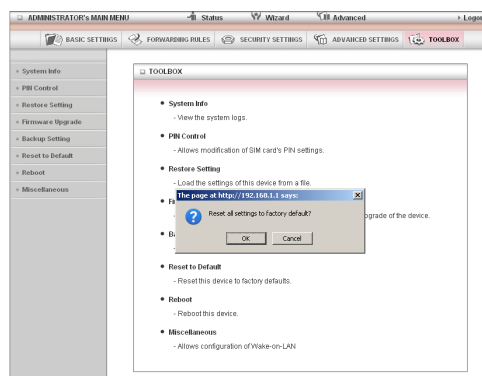 ADMINISTRATOR's MAIN MENU Status Wizard Advanced Logout
BASIC SETTINGS FORWARDING RULES SECURITY SETTINGS ADVANCED SETTINGS TOOLBOX
System Info
PIN Control
Restore Setting
Firmware Upgrade
Backup Setting
Reset to Default
Reboot
Miscellaneous
TOOLBOX
System Info
- View the system logs.
PIN Control
- Allows modification of SIM card's PIN settings.
Restore Setting
- Load the settings of this device from a file.
The page at http://192.168.1.1 says:
Reset all settings to factory default?
OK Cancel
of the device.
Reset to Default
- Reset this device to factory defaults.
Reboot
- Reboot this device.
Miscellaneous
- Allows configuration of Wake-on-LAN